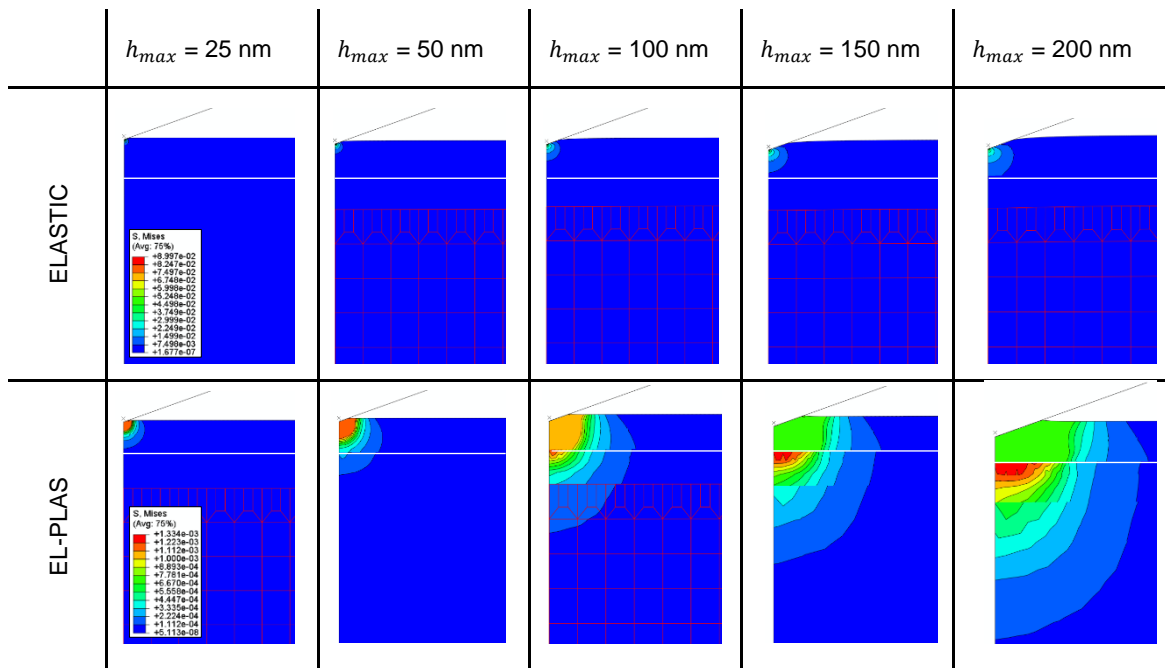 h_max = 25 nm
h_max = 50 nm
h_max = 100 nm
h_max = 150 nm
h_max = 200 nm
ELASTIC
S, Mises
(Avg: 75%)
+8.997e-02
+8.247e-02
+7.497e-02
+6.748e-02
+5.998e-02
+5.248e-02
+4.498e-02
+3.749e-02
+2.999e-02
+2.249e-02
+1.499e-02
+7.498e-03
+1.677e-07
EL-PLAS
S, Mises
(Avg: 75%)
+1.334e-03
+1.223e-03
+1.112e-03
+1.000e-03
+8.893e-04
+7.781e-04
+6.670e-04
+5.558e-04
+4.447e-04
+3.335e-04
+2.224e-04
+1.112e-04
+5.113e-08